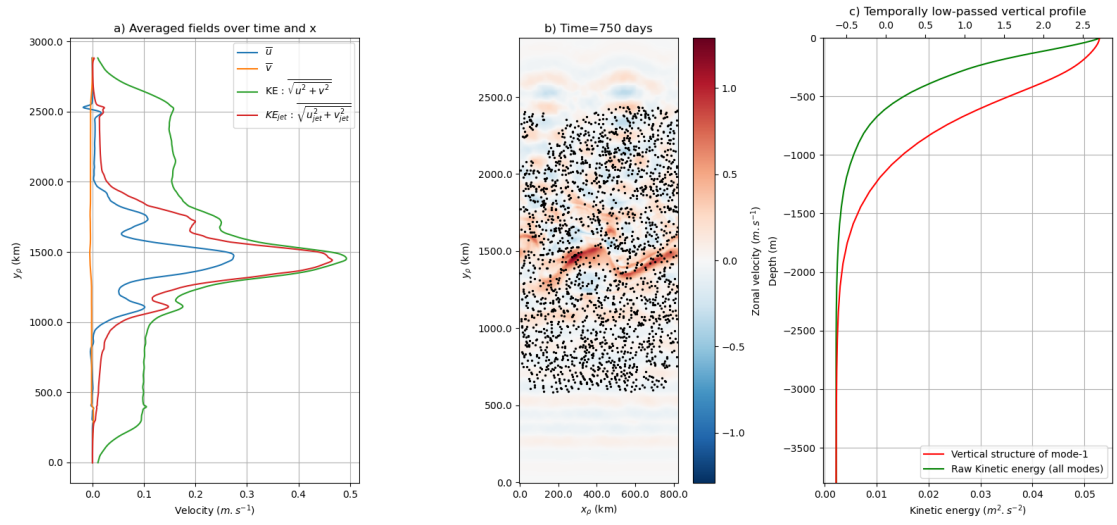 a) Averaged fields over time and x
3000.0
2500.0
2000.0
1500.0
1000.0
500.0
0.0
yρ (km)
0.0 0.1 0.2 0.3 0.4 0.5
Velocity (m. s⁻¹)
u̅
v̅
KE : √(u² + v²)
KE_jet : √(u²_jet + v²_jet)
b) Time=750 days
2500.0
2000.0
1500.0
1000.0
500.0
0.0
yρ (km)
0.0 200.0 400.0 600.0 800.0
xρ (km)
1.0
0.5
0.0
−0.5
−1.0
Zonal velocity (m. s⁻¹)
c) Temporally low-passed vertical profile
−0.5 0.0 0.5 1.0 1.5 2.0 2.5
0
−500
−1000
−1500
−2000
−2500
−3000
−3500
Depth (m)
Vertical structure of mode-1
Raw Kinetic energy (all modes)
0.00 0.01 0.02 0.03 0.04 0.05
Kinetic energy (m². s⁻²)